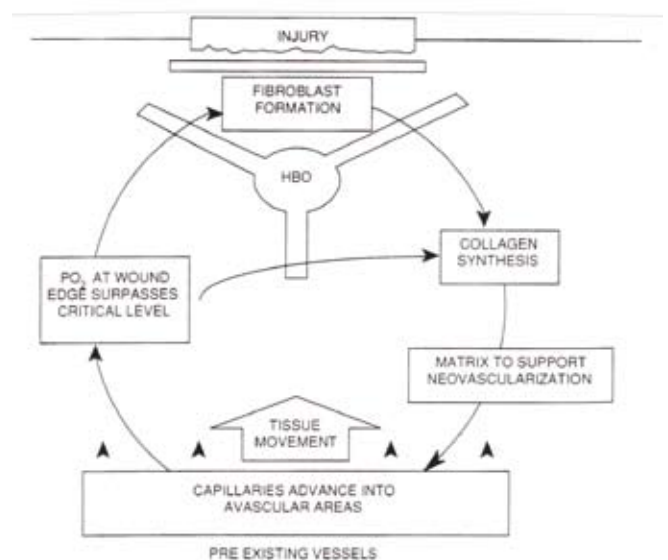 INJURY
FIBROBLAST
FORMATION
HBO
COLLAGEN
SYNTHESIS
PO2 AT WOUND
EDGE SURPASSES
CRITICAL LEVEL
MATRIX TO SUPPORT
NEOVASCULARIZATION
TISSUE
MOVEMENT
CAPILLARIES ADVANCE INTO
AVASCULAR AREAS
PRE EXISTING VESSELS